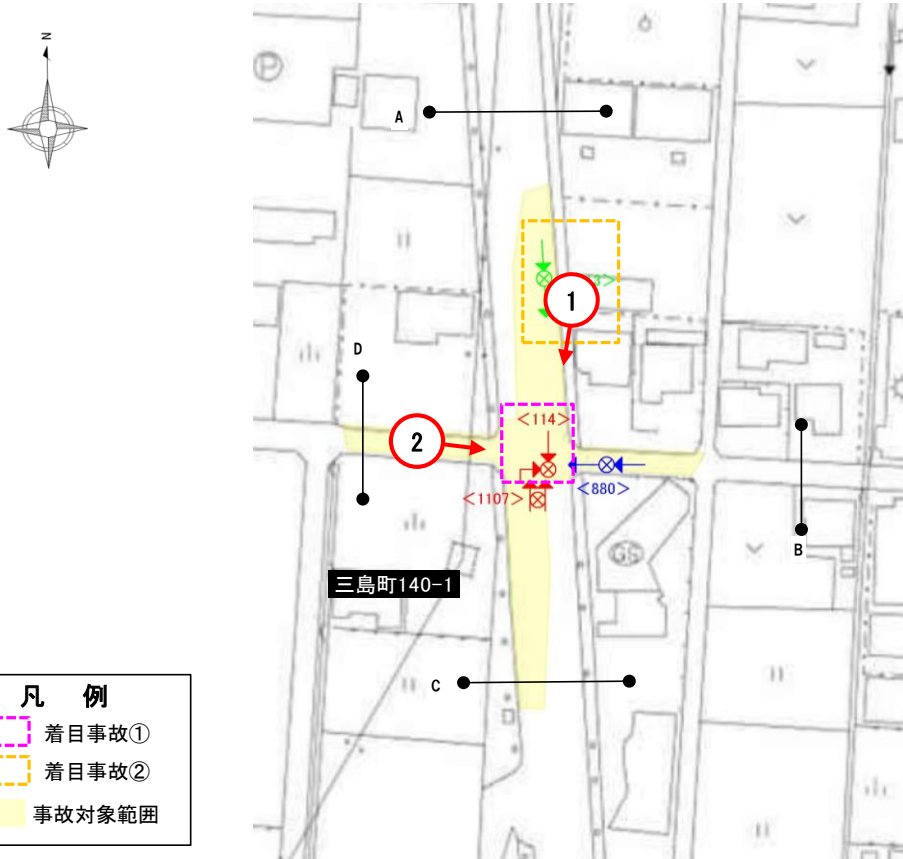 N
P
A
3>
1
D
2
<114>
<1107>
<880>
GS
B
三島町140-1
C
凡 例
着目事故①
着目事故②
事故対象範囲